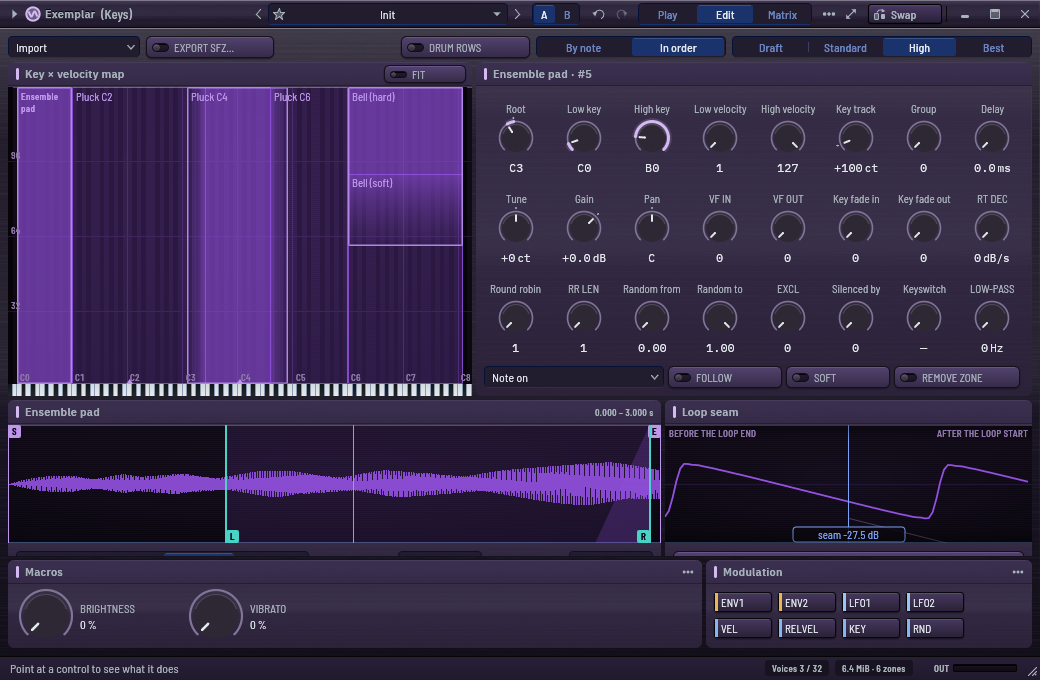 Exemplar (Keys)
Init
A B
Play Edit Matrix
Swap
Import
EXPORT SFZ...
DRUM ROWS
By note In order
Draft Standard High Best
Key × velocity map
FIT
Ensemble pad · #5
Ensemble pad
Pluck C2
Pluck C4
Pluck C6
Bell (hard)
Bell (soft)
96
64
32
C0 C1 C2 C3 C4 C5 C6 C7 C8
Root Low key High key Low velocity High velocity Key track Group Delay
C3 C0 B0 1 127 +100 ct 0 0.0 ms
Tune Gain Pan VF IN VF OUT Key fade in Key fade out RT DEC
+0 ct +0.0 dB C 0 0 0 0 0 dB/s
Round robin RR LEN Random from Random to EXCL Silenced by Keyswitch LOW-PASS
1 1 0.00 1.00 0 0 — 0 Hz
Note on
FOLLOW
SOFT
REMOVE ZONE
Ensemble pad
0.000 – 3.000 s
S
E
L
R
Loop seam
BEFORE THE LOOP END
AFTER THE LOOP START
seam -27.5 dB
Macros
BRIGHTNESS
0 %
VIBRATO
0 %
Modulation
ENV1 ENV2 LFO1 LFO2
VEL RELVEL KEY RND
Point at a control to see what it does
Voices 3 / 32
6.4 MiB · 6 zones
OUT